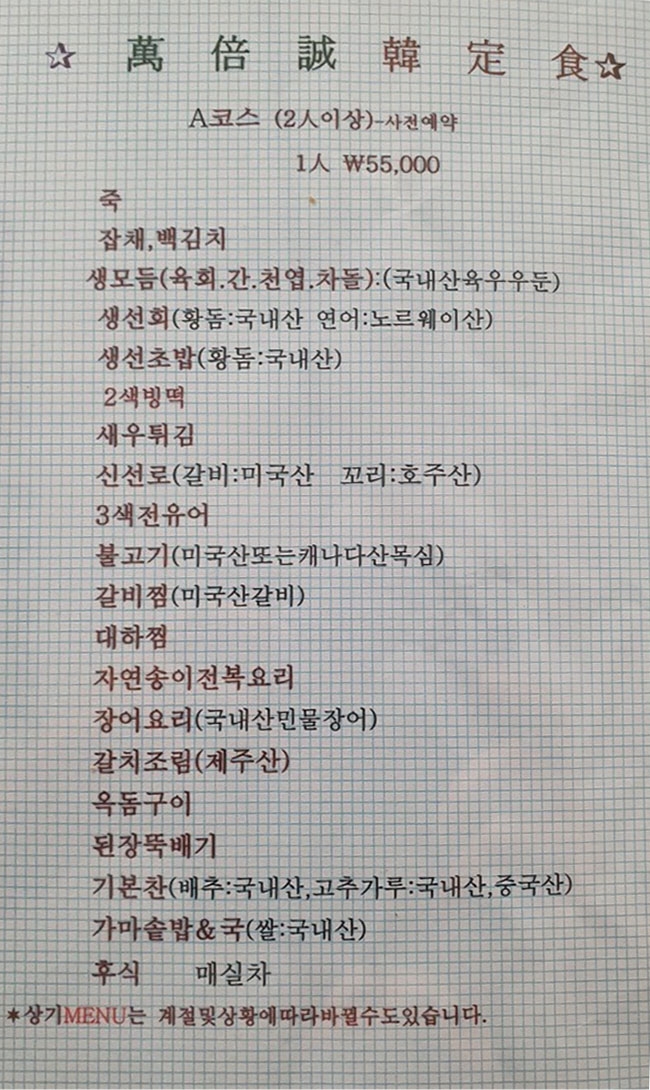 ☆ 萬 倍 誠 韓 定 食 ☆
A코스 (2人이상)-사전예약
1人 ₩55,000
죽
잡채,백김치
생모듬(육회.간.천엽.차돌):(국내산육우우둔)
생선회(황돔:국내산 연어:노르웨이산)
생선초밥(황돔:국내산)
2색빙떡
새우튀김
신선로(갈비:미국산 꼬리:호주산)
3색전유어
불고기(미국산또는캐나다산목심)
갈비찜(미국산갈비)
대하찜
자연송이전복요리
장어요리(국내산민물장어)
갈치조림(제주산)
옥돔구이
된장뚝배기
기본찬(배추:국내산,고추가루:국내산,중국산)
가마솥밥&국(쌀:국내산)
후식 매실차
*상기MENU는 계절및상황에따라바뀔수도있습니다.